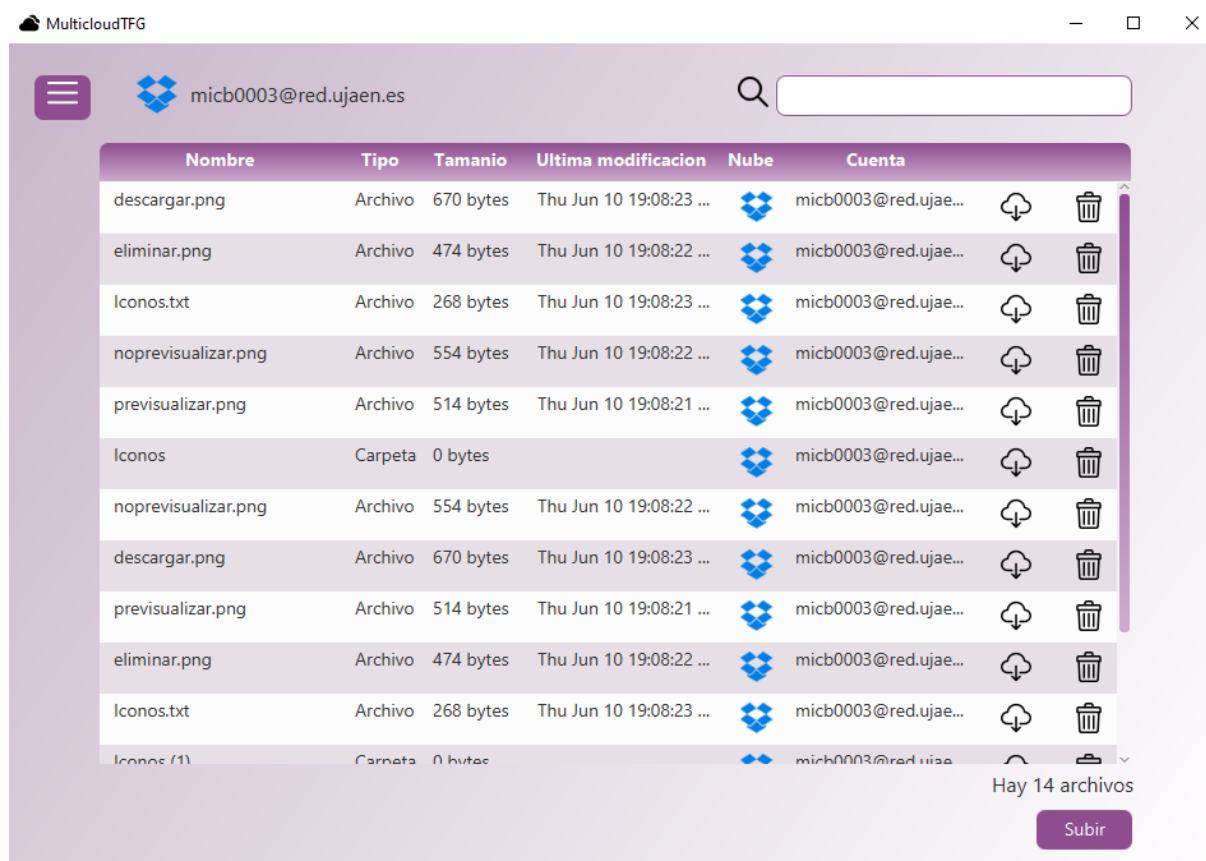 MulticloudTFG
micb0003@red.ujaen.es
Nombre Tipo Tamanio Ultima modificacion Nube Cuenta
descargar.png Archivo 670 bytes Thu Jun 10 19:08:23 ... micb0003@red.ujae...
eliminar.png Archivo 474 bytes Thu Jun 10 19:08:22 ... micb0003@red.ujae...
Iconos.txt Archivo 268 bytes Thu Jun 10 19:08:23 ... micb0003@red.ujae...
noprevisualizar.png Archivo 554 bytes Thu Jun 10 19:08:22 ... micb0003@red.ujae...
previsualizar.png Archivo 514 bytes Thu Jun 10 19:08:21 ... micb0003@red.ujae...
Iconos Carpeta 0 bytes micb0003@red.ujae...
noprevisualizar.png Archivo 554 bytes Thu Jun 10 19:08:22 ... micb0003@red.ujae...
descargar.png Archivo 670 bytes Thu Jun 10 19:08:23 ... micb0003@red.ujae...
previsualizar.png Archivo 514 bytes Thu Jun 10 19:08:21 ... micb0003@red.ujae...
eliminar.png Archivo 474 bytes Thu Jun 10 19:08:22 ... micb0003@red.ujae...
Iconos.txt Archivo 268 bytes Thu Jun 10 19:08:23 ... micb0003@red.ujae...
Iconos (1) Carpeta 0 bytes micb0003@red.ujae...
Hay 14 archivos
Subir